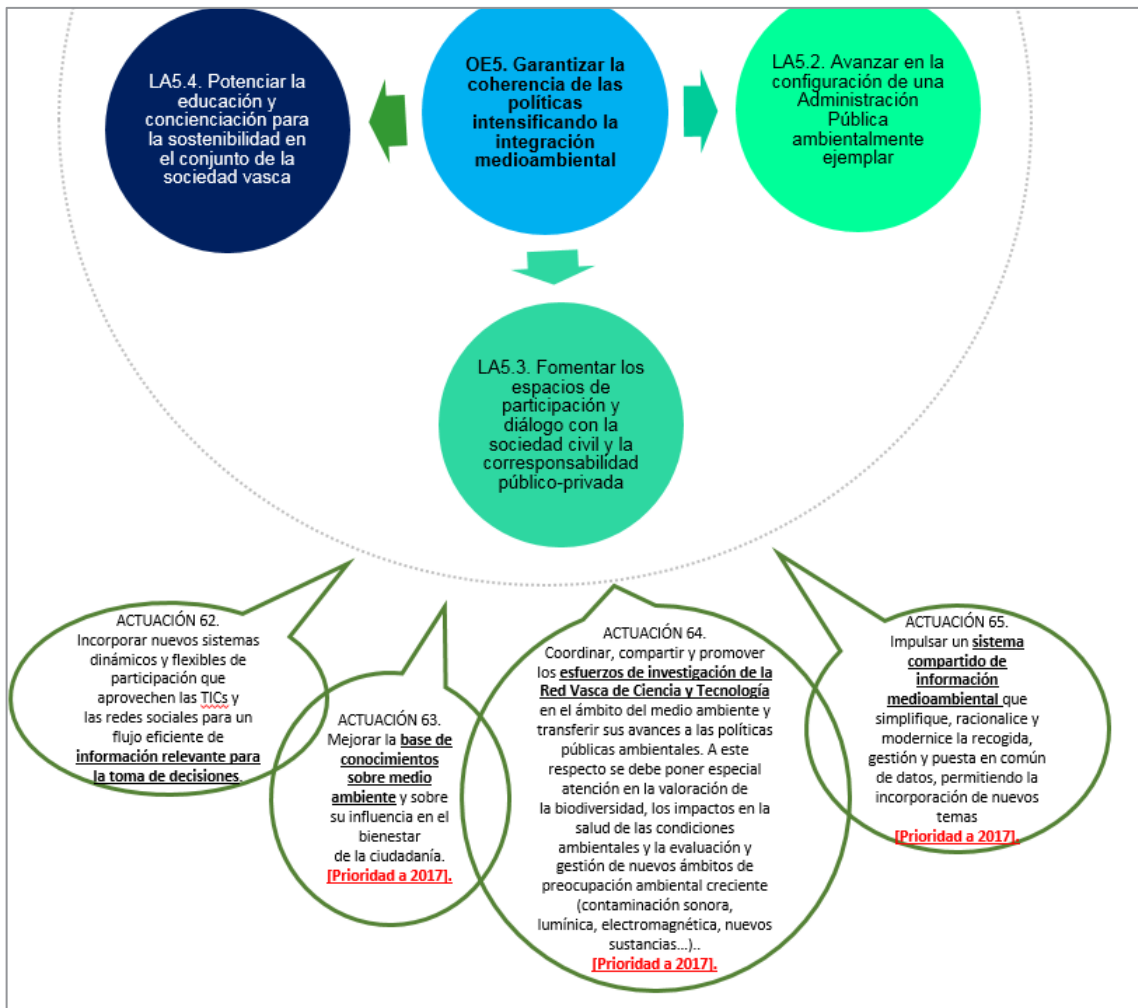 LA5.4. Potenciar la
educación y
concienciación para
la sostenibilidad en
el conjunto de la
sociedad vasca
OE5. Garantizar la
coherencia de las
políticas
intensificando la
integración
medioambiental
LA5.2. Avanzar en la
configuración de una
Administración
Pública
ambientalmente
ejemplar
LA5.3. Fomentar los
espacios de
participación y
diálogo con la
sociedad civil y la
corresponsabilidad
público-privada
ACTUACIÓN 62.
Incorporar nuevos sistemas
dinámicos y flexibles de
participación que
aprovechen las TICs y
las redes sociales para un
flujo eficiente de
información relevante para
la toma de decisiones.
ACTUACIÓN 63.
Mejorar la base de
conocimientos
sobre medio
ambiente y sobre
su influencia en el
bienestar
de la ciudadanía.
[Prioridad a 2017].
ACTUACIÓN 64.
Coordinar, compartir y promover
los esfuerzos de investigación de la
Red Vasca de Ciencia y Tecnología
en el ámbito del medio ambiente y
transferir sus avances a las políticas
públicas ambientales. A este
respecto se debe poner especial
atención en la valoración de
la biodiversidad, los impactos en la
salud de las condiciones
ambientales y la evaluación y
gestión de nuevos ámbitos de
preocupación ambiental creciente
(contaminación sonora,
lumínica, electromagnética, nuevos
sustancias...)..
[Prioridad a 2017].
ACTUACIÓN 65.
Impulsar un sistema
compartido de
información
medioambiental que
simplifique, racionalice y
modernice la recogida,
gestión y puesta en común
de datos, permitiendo la
incorporación de nuevos
temas
[Prioridad a 2017].